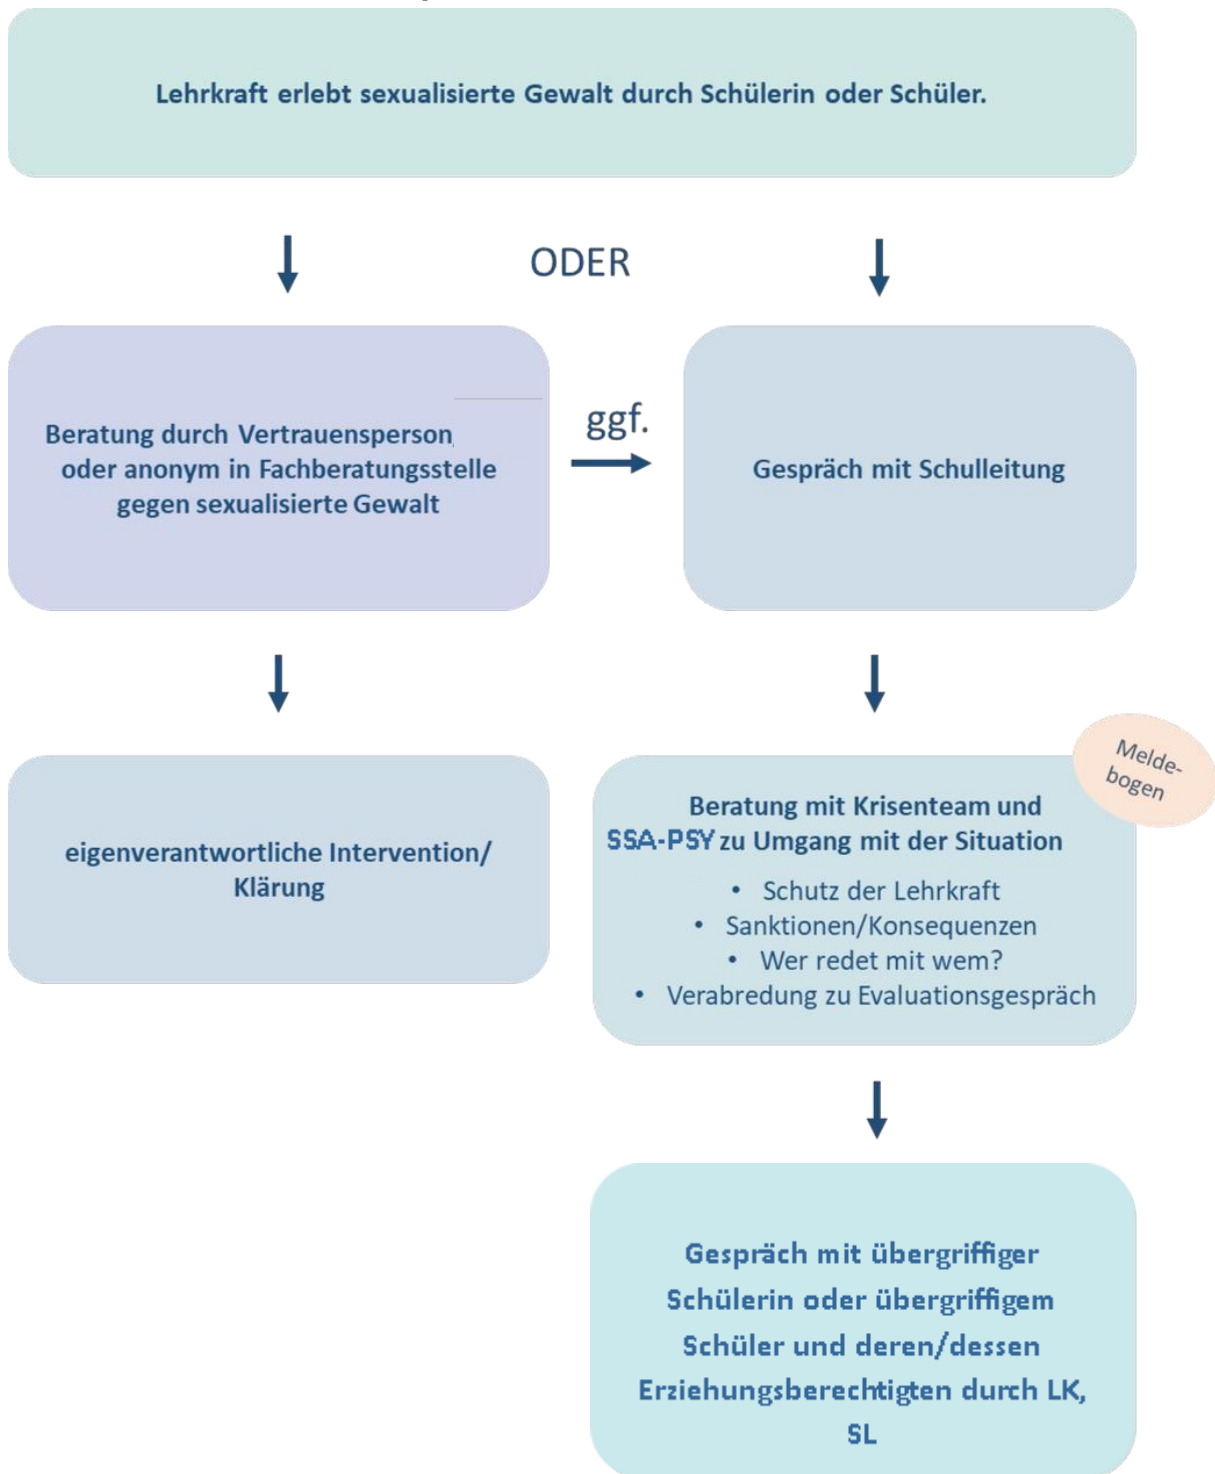 Lehrkraft erlebt sexualisierte Gewalt durch Schülerin oder Schüler.
ODER
Beratung durch Vertrauensperson,
oder anonym in Fachberatungsstelle
gegen sexualisierte Gewalt
ggf.
Gespräch mit Schulleitung
eigenverantwortliche Intervention/
Klärung
Melde-
bogen
Beratung mit Krisenteam und
SSA-PSY zu Umgang mit der Situation
• Schutz der Lehrkraft
• Sanktionen/Konsequenzen
• Wer redet mit wem?
• Verabredung zu Evaluationsgespräch
Gespräch mit übergriffiger
Schülerin oder übergriffigem
Schüler und deren/dessen
Erziehungsberechtigten durch LK,
SL